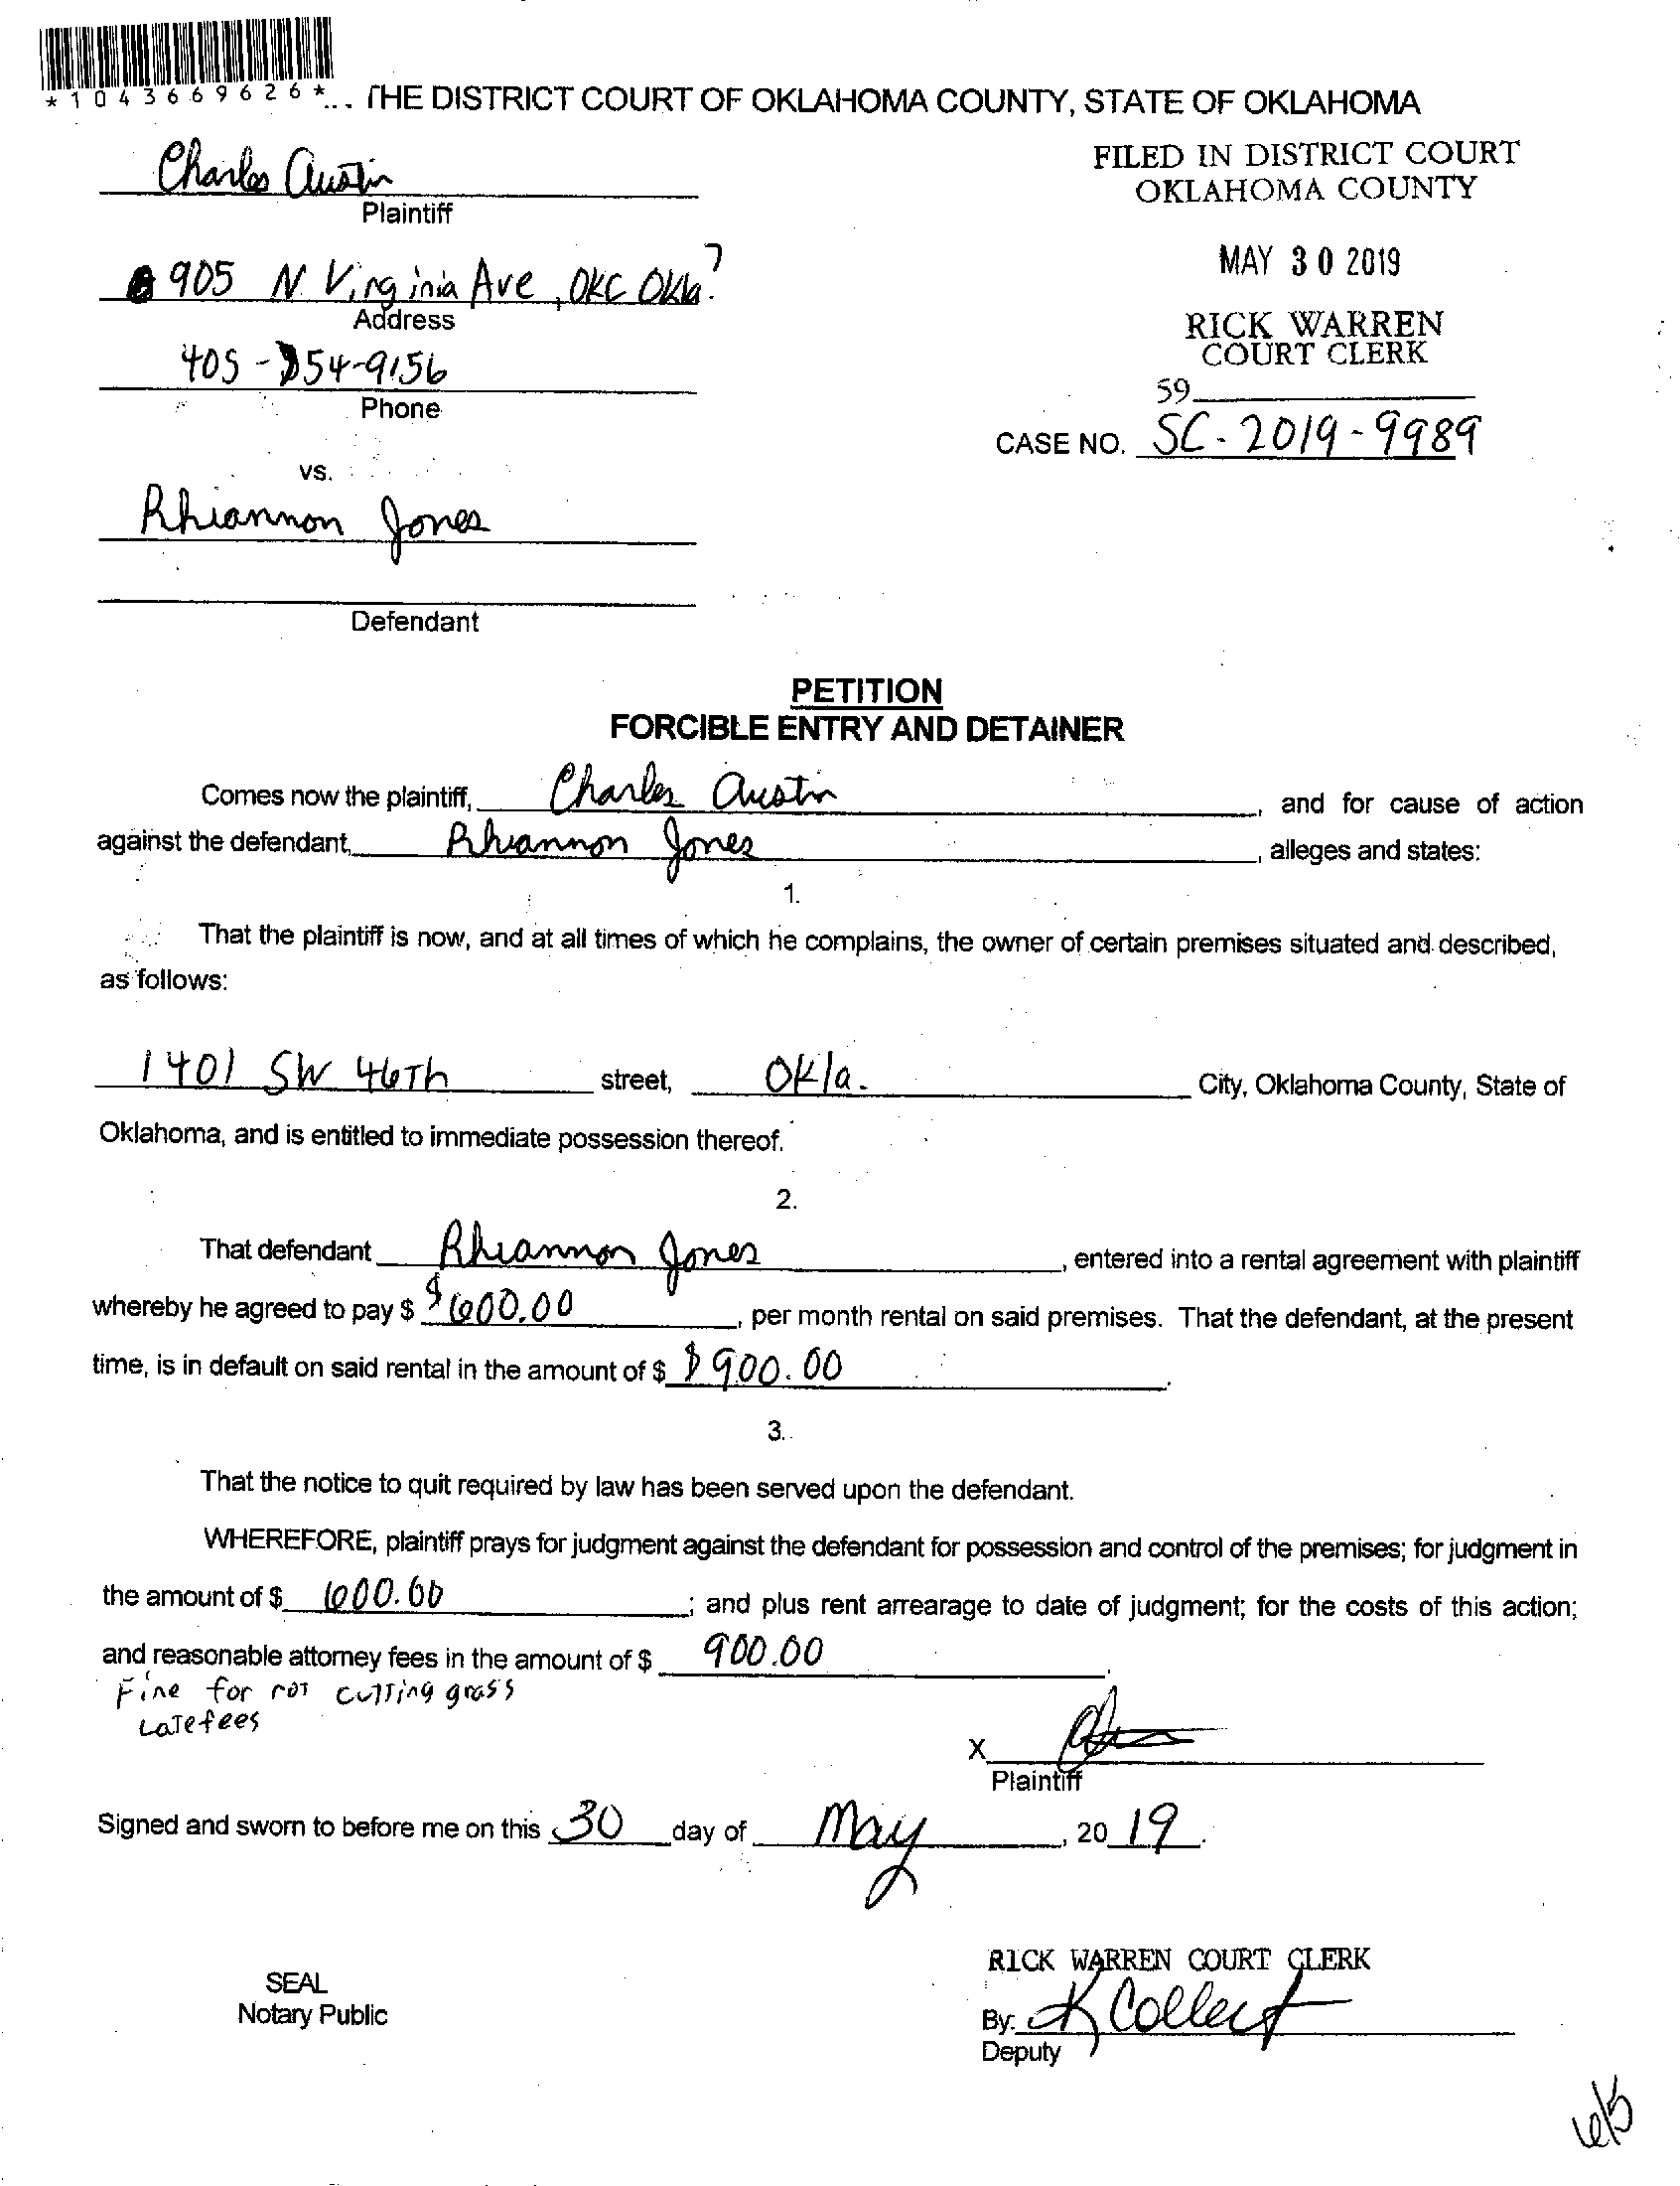 *1043669626*... THE DISTRICT COURT OF OKLAHOMA COUNTY, STATE OF OKLAHOMA
FILED IN DISTRICT COURT
OKLAHOMA COUNTY
Charles Austin
Plaintiff
905 N. Virginia Ave, OKC Okla.
Address
MAY 30 2019
RICK WARREN
COURT CLERK
405-354-9156
Phone
59
CASE NO. SC-2019-9989
vs.
Rhiannon Jones
Defendant
PETITION
FORCIBLE ENTRY AND DETAINER
Comes now the plaintiff, Charles Austin, and for cause of action
against the defendant, Rhiannon Jones, alleges and states:
1.
That the plaintiff is now, and at all times of which he complains, the owner of certain premises situated and described,
as follows:
1401 SW 46Th street, Okla. City, Oklahoma County, State of
Oklahoma, and is entitled to immediate possession thereof.
2.
That defendant Rhiannon Jones, entered into a rental agreement with plaintiff
whereby he agreed to pay $ $600.00, per month rental on said premises. That the defendant, at the present
time, is in default on said rental in the amount of $ $900.00.
3.
That the notice to quit required by law has been served upon the defendant.
WHEREFORE, plaintiff prays for judgment against the defendant for possession and control of the premises; for judgment in
the amount of $ 600.00; and plus rent arrearage to date of judgment; for the costs of this action;
and reasonable attorney fees in the amount of $ 900.00.
Fine for not cutting grass
Late fees
X
Plaintiff
Signed and sworn to before me on this 30 day of May, 2019.
RICK WARREN COURT CLERK
SEAL
Notary Public
By: K Collect
Deputy
6/5